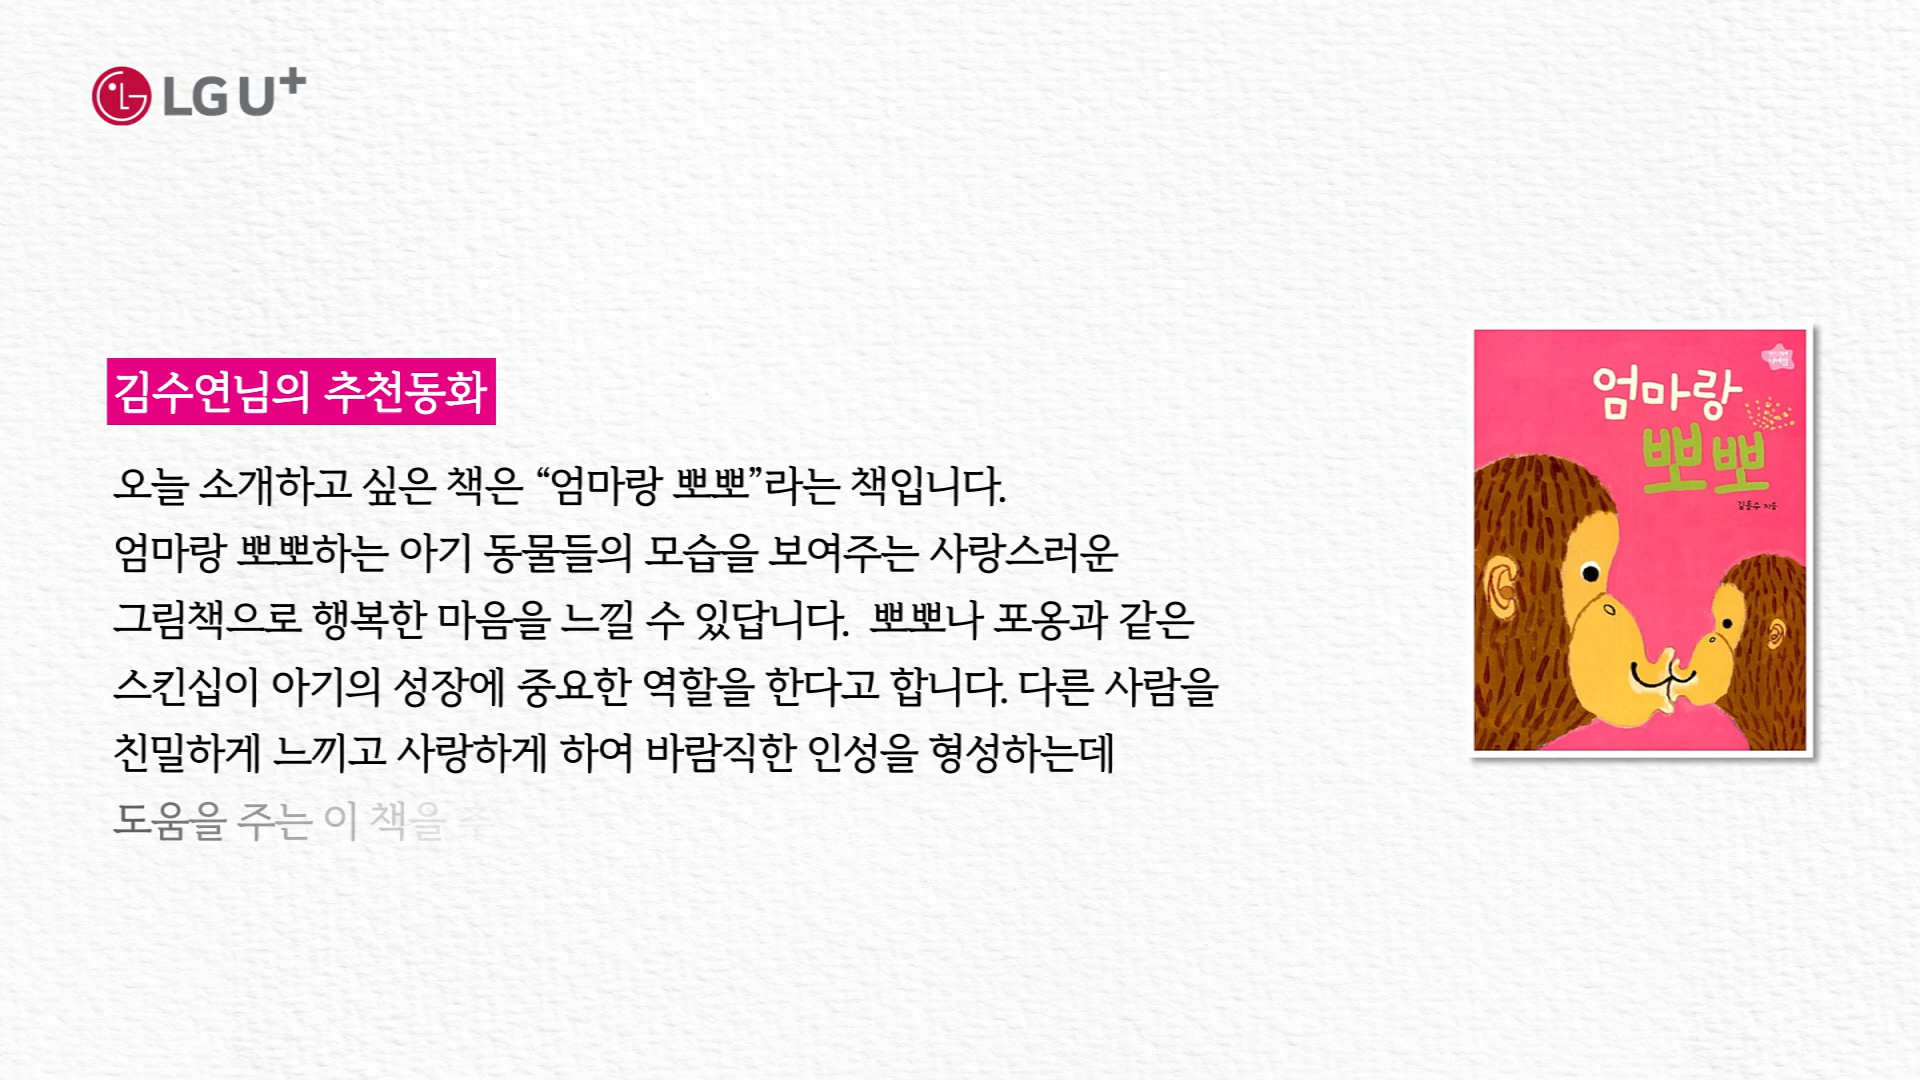 LG U+
김수연님의 추천동화
오늘 소개하고 싶은 책은 “엄마랑 뽀뽀”라는 책입니다.
엄마랑 뽀뽀하는 아기 동물들의 모습을 보여주는 사랑스러운
그림책으로 행복한 마음을 느낄 수 있답니다. 뽀뽀나 포옹과 같은
스킨십이 아기의 성장에 중요한 역할을 한다고 합니다. 다른 사람을
친밀하게 느끼고 사랑하게 하여 바람직한 인성을 형성하는데
도움을 주는 이 책을
엄마랑
뽀뽀
김동수 지음